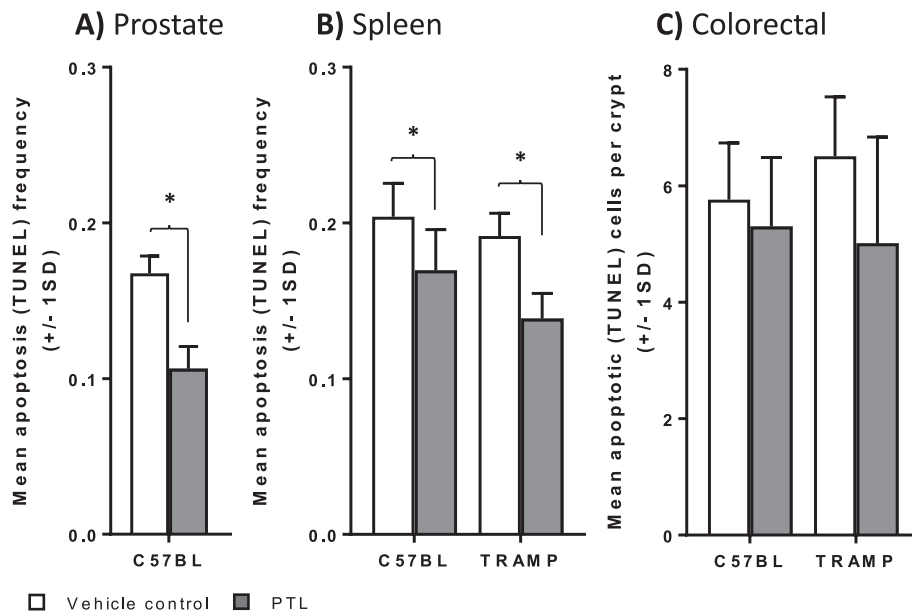 A) Prostate
Mean apoptosis (TUNEL) frequency
(+/- 1SD)
0.3
0.2
0.1
0.0
*
C57BL
B) Spleen
Mean apoptosis (TUNEL) frequency
(+/- 1SD)
0.3
0.2
0.1
0.0
*
*
C57BL
TRAMP
C) Colorectal
Mean apoptotic (TUNEL) cells per crypt
(+/- 1SD)
8
6
4
2
0
C57BL
TRAMP
Vehicle control
PTL